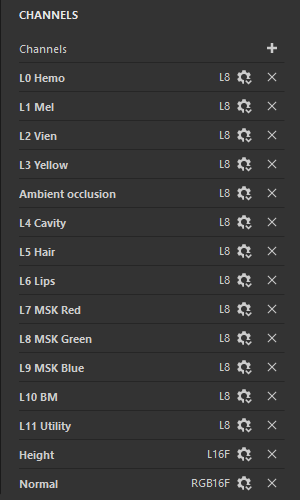 CHANNELS
Channels
L0 Hemo L8
L1 Mel L8
L2 Vien L8
L3 Yellow L8
Ambient occlusion L8
L4 Cavity L8
L5 Hair L8
L6 Lips L8
L7 MSK Red L8
L8 MSK Green L8
L9 MSK Blue L8
L10 BM L8
L11 Utility L8
Height L16F
Normal RGB16F